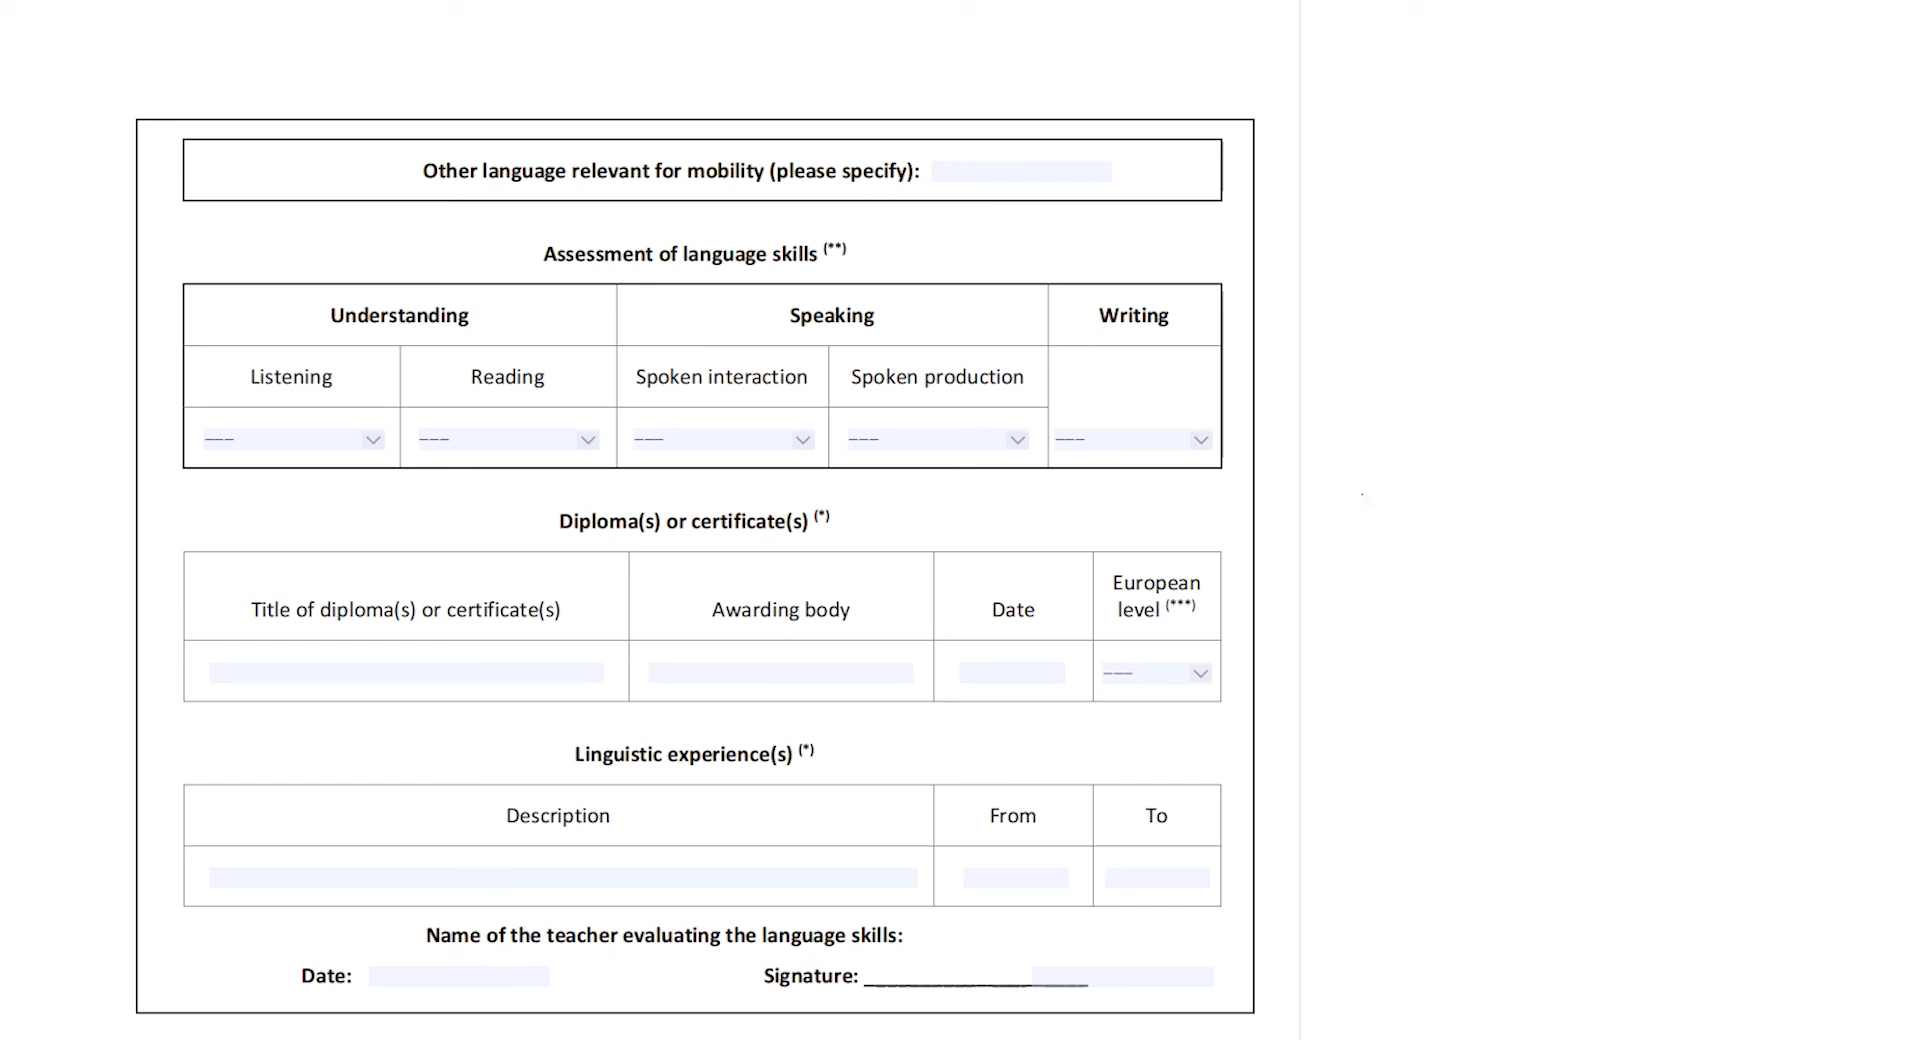 Other language relevant for mobility (please specify):
Assessment of language skills (**)
Understanding Speaking Writing
Listening Reading Spoken interaction Spoken production
--- --- --- --- ---
Diploma(s) or certificate(s) (*)
European
Title of diploma(s) or certificate(s) Awarding body Date level (***)
---
Linguistic experience(s) (*)
Description From To
Name of the teacher evaluating the language skills:
Date: Signature: